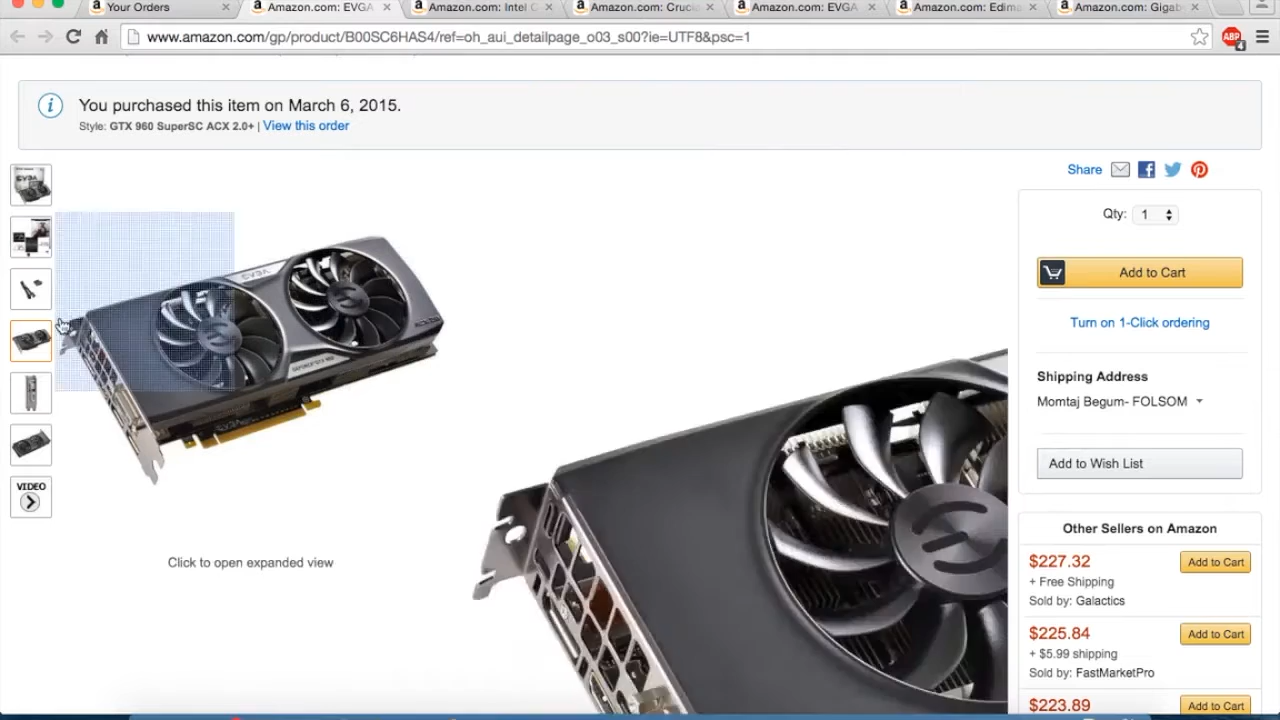 Your Orders
Amazon.com: EVGA
Amazon.com: Intel C
Amazon.com: Cruc
Amazon.com: EVGA
Amazon.com: Edim
Amazon.com: Gigab
www.amazon.com/gp/product/B00SC6HAS4/ref=oh_aui_detailpage_o03_s00?ie=UTF8&psc=1
ABP
4
You purchased this item on March 6, 2015.
Style: GTX 960 SuperSC ACX 2.0+ | View this order
Share
Qty: 1
Add to Cart
Turn on 1-Click ordering
Shipping Address
Momtaj Begum- FOLSOM
Add to Wish List
EVGA
VIDEO
Click to open expanded view
Other Sellers on Amazon
$227.32
Add to Cart
+ Free Shipping
Sold by: Galactics
$225.84
Add to Cart
+ $5.99 shipping
Sold by: FastMarketPro
$223.89
Add to Cart